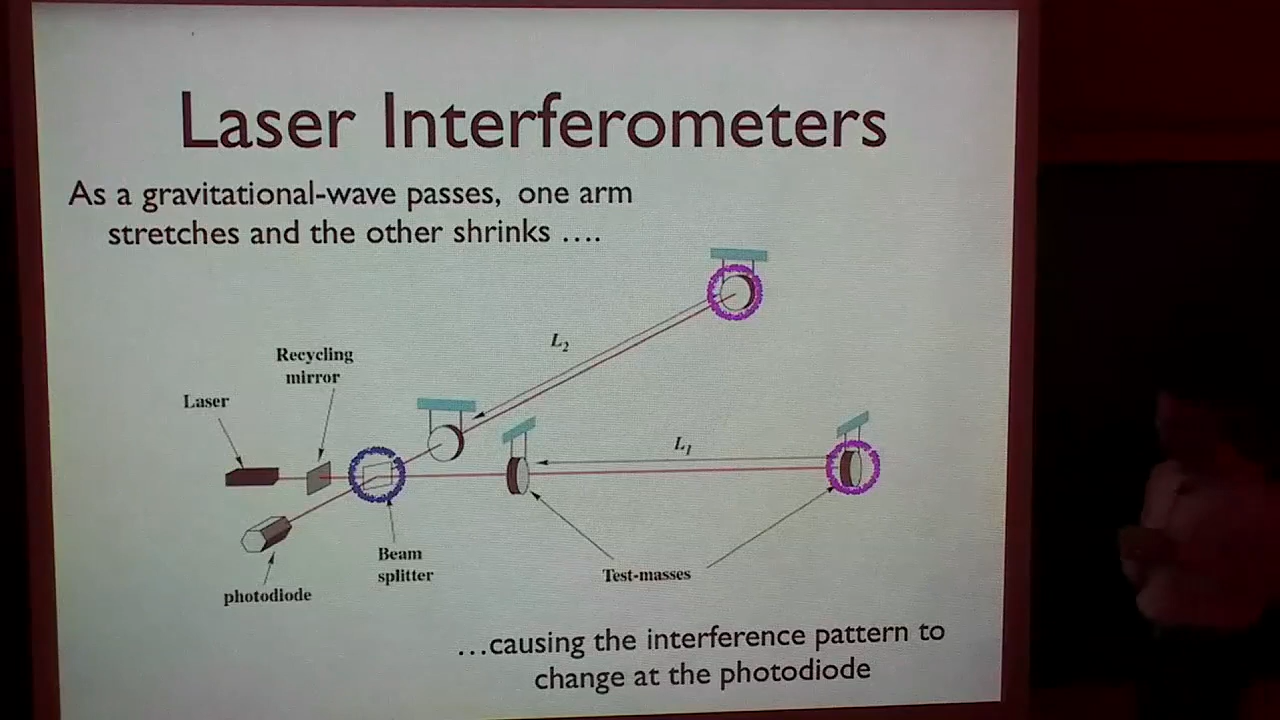 Laser Interferometers
As a gravitational-wave passes, one arm
stretches and the other shrinks ....
L2
Recycling
mirror
Laser
L1
Beam
splitter
Test-masses
photodiode
...causing the interference pattern to
change at the photodiode